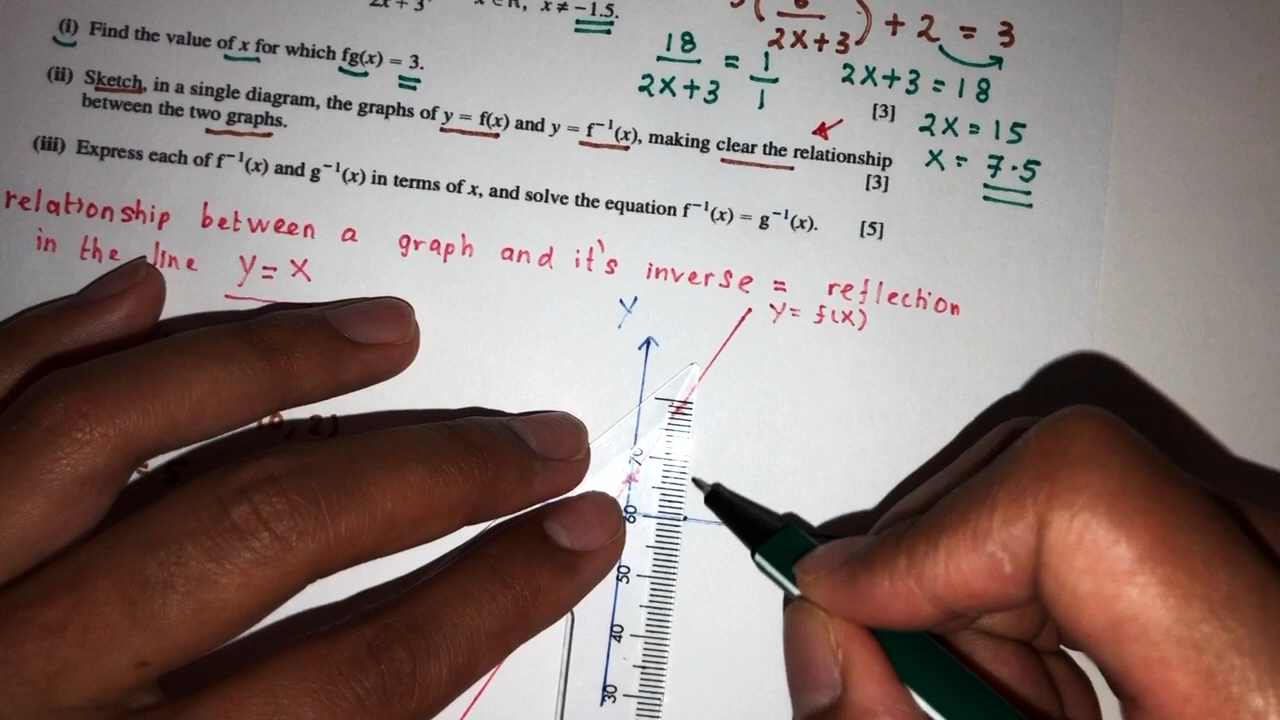 2x + 3    x ≠ −1.5.
) + 2 = 3
2x+3
(i) Find the value of x for which fg(x) = 3.
18/2x+3 = 1/1
2x+3 = 18
[3]
2x = 15
x = 7.5
(ii) Sketch, in a single diagram, the graphs of y = f(x) and y = f⁻¹(x), making clear the relationship
between the two graphs.
[3]
(iii) Express each of f⁻¹(x) and g⁻¹(x) in terms of x, and solve the equation f⁻¹(x) = g⁻¹(x).
[5]
relationship between a graph and it's inverse = reflection
in the line y=x
y= f(x)
Y
70
60
50
40
30